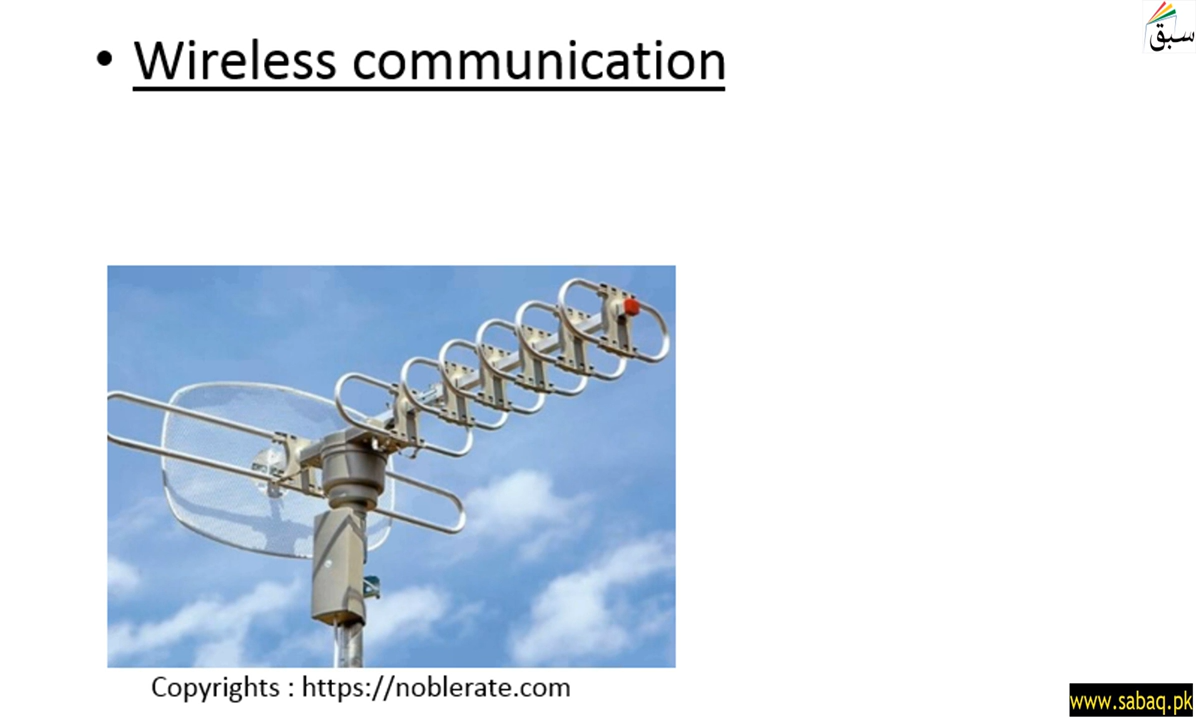 • Wireless communication
سبق
Copyrights : https://noblerate.com
www.sabaq.pk